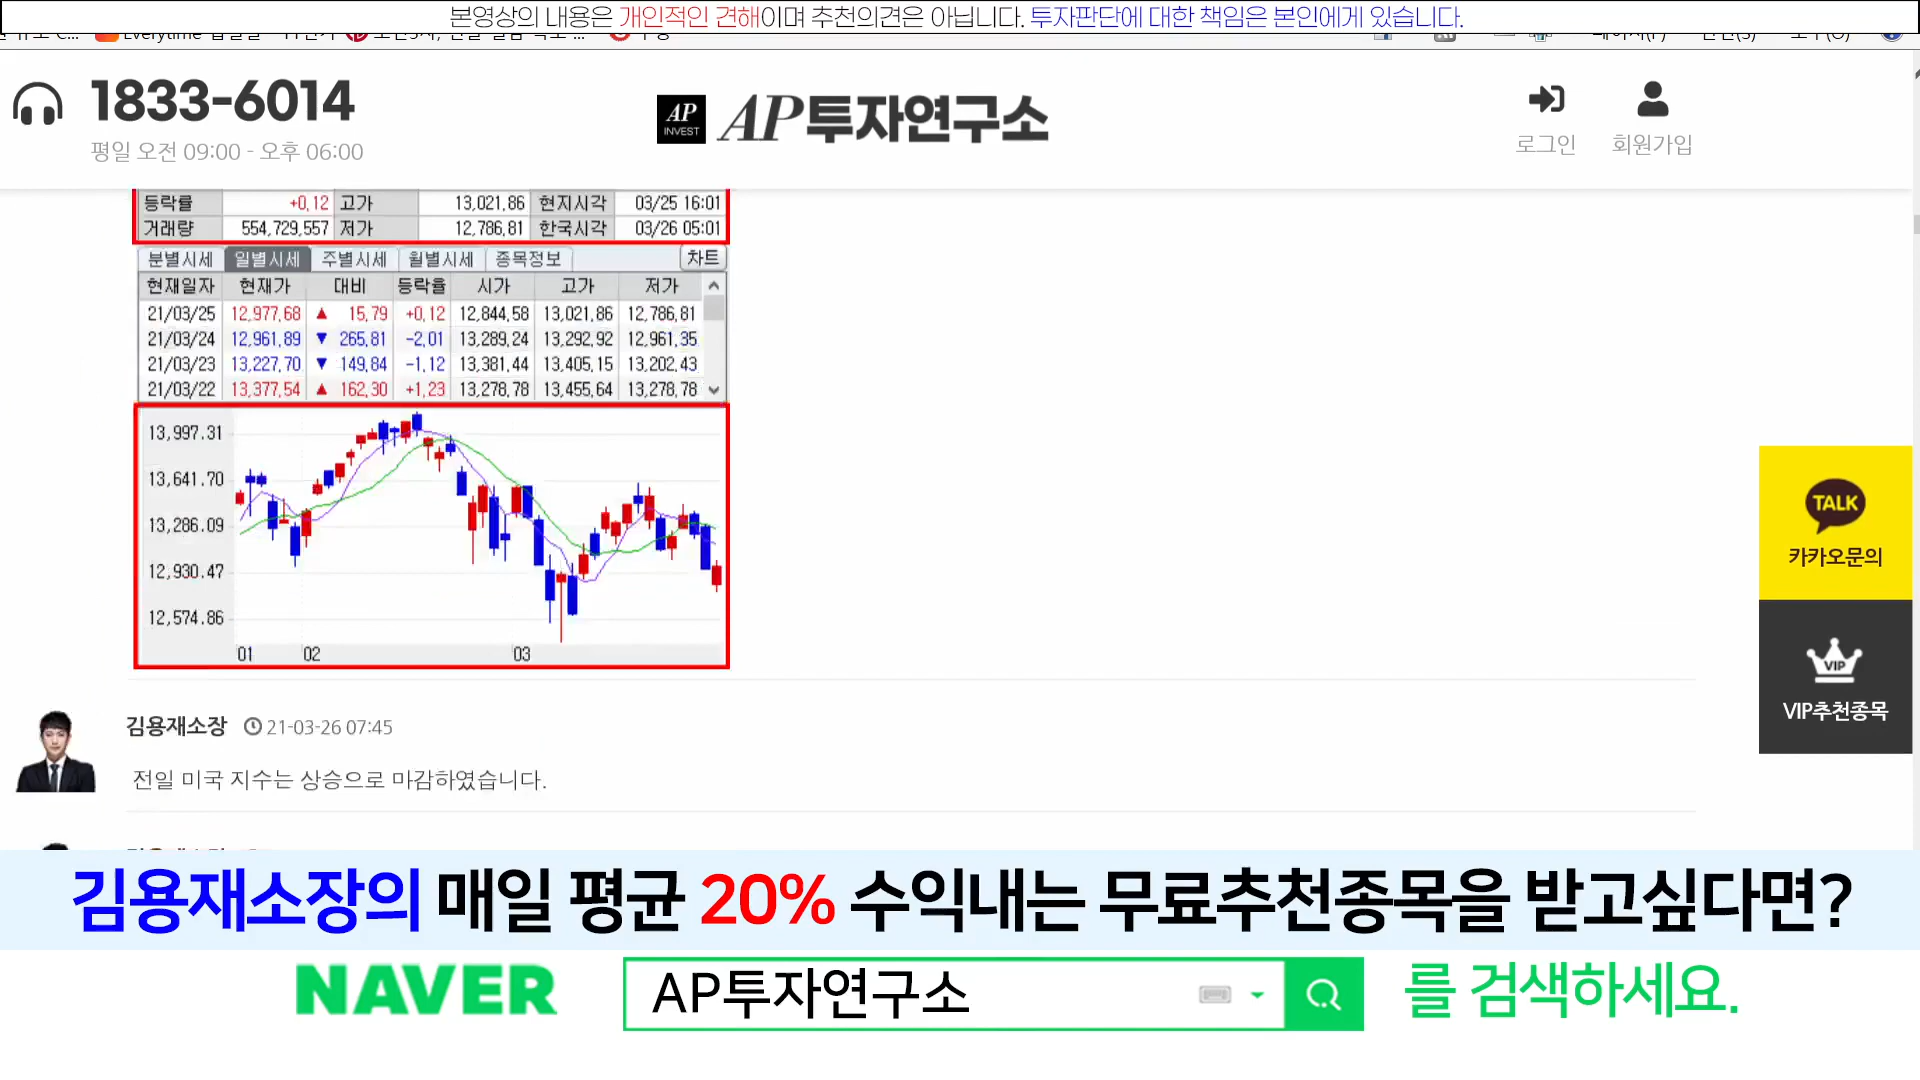 본영상의 내용은 개인적인 견해이며 추천의견은 아닙니다. 투자판단에 대한 책임은 본인에게 있습니다.
1833-6014
평일 오전 09:00 - 오후 06:00
AP INVEST AP투자연구소
로그인 회원가입
등락률 +0.12 고가 13,021.86 현지시각 03/25 16:01
거래량 554,729,557 저가 12,786.81 한국시각 03/26 05:01
분별시세 일별시세 주별시세 월별시세 종목정보 차트
현재일자 현재가 대비 등락율 시가 고가 저가
21/03/25 12,977.68 ▲ 15.79 +0.12 12,844.58 13,021.86 12,786.81
21/03/24 12,961.89 ▼ 265.81 -2.01 13,289.24 13,292.92 12,961.35
21/03/23 13,227.70 ▼ 149.84 -1.12 13,381.44 13,405.15 13,202.43
21/03/22 13,377.54 ▲ 162.30 +1.23 13,278.78 13,455.64 13,278.78
13,997.31
13,641.70
13,286.09
12,930.47
12,574.86
01 02 03
TALK
카카오문의
VIP
VIP추천종목
김용재소장 21-03-26 07:45
전일 미국 지수는 상승으로 마감하였습니다.
김용재소장의 매일 평균 20% 수익내는 무료추천종목을 받고싶다면?
NAVER AP투자연구소 를 검색하세요.